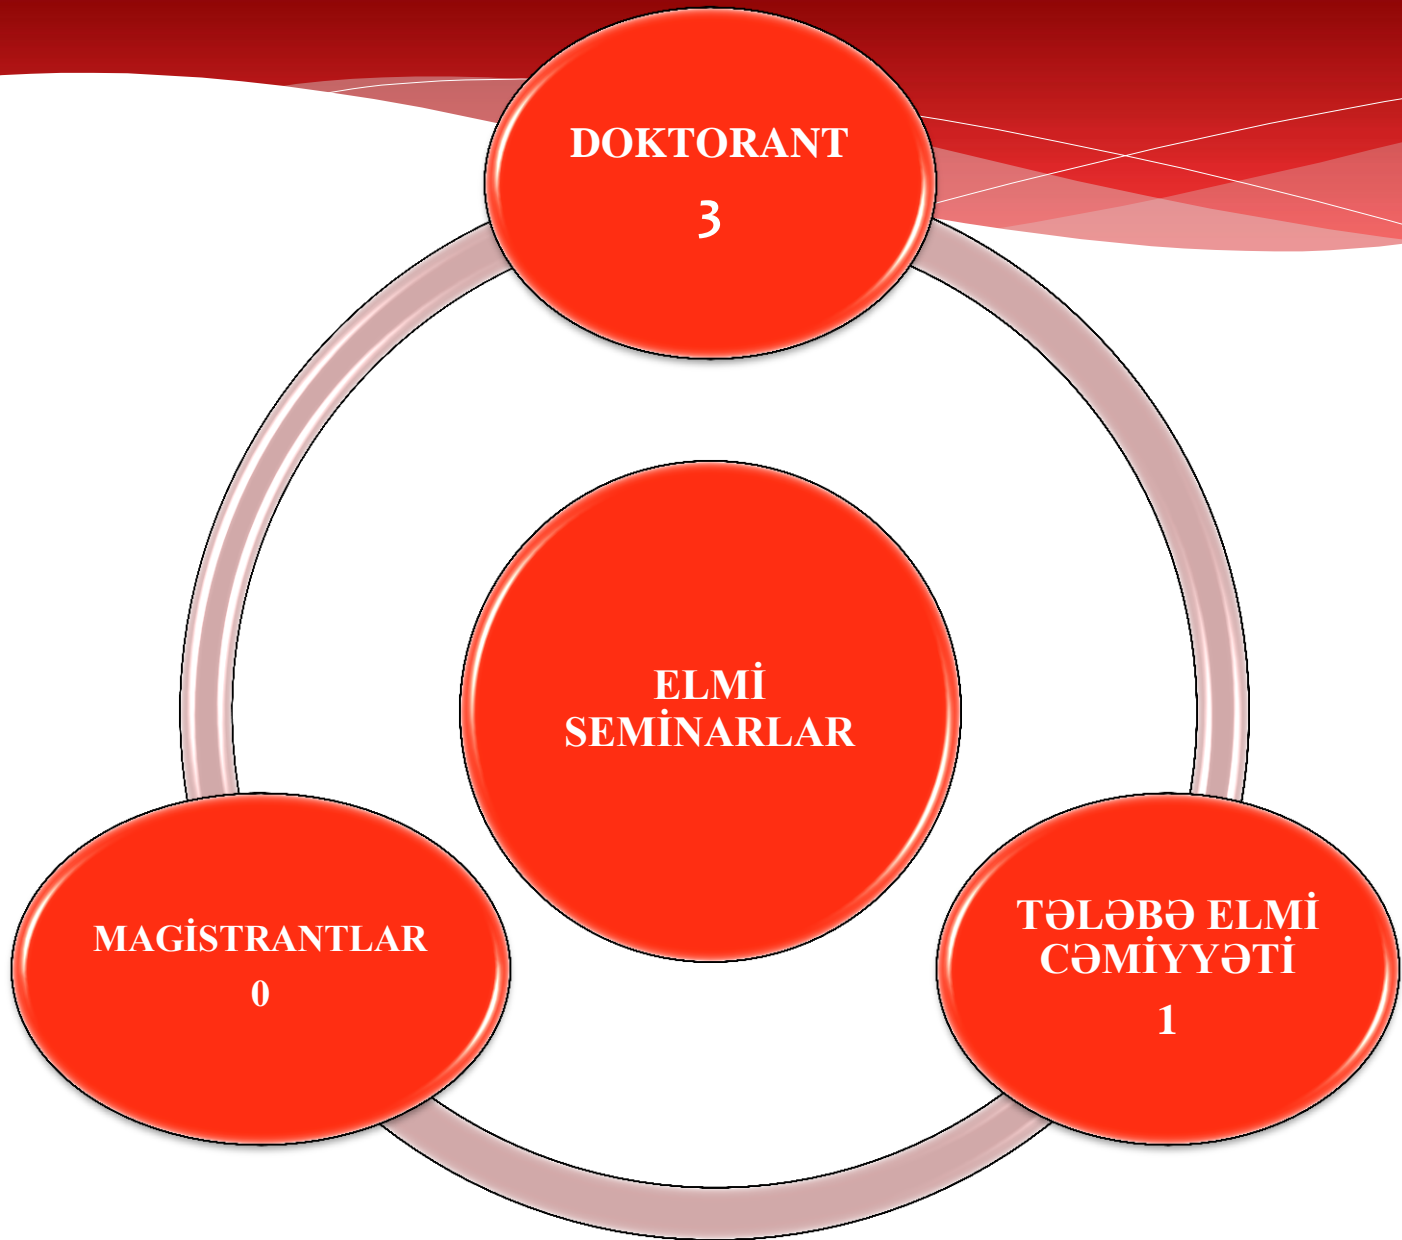 DOKTORANT
3
ELMİ
SEMİNARLAR
MAGİSTRANTLAR
0
TƏLƏBƏ ELMİ
CƏMİYYƏTİ
1